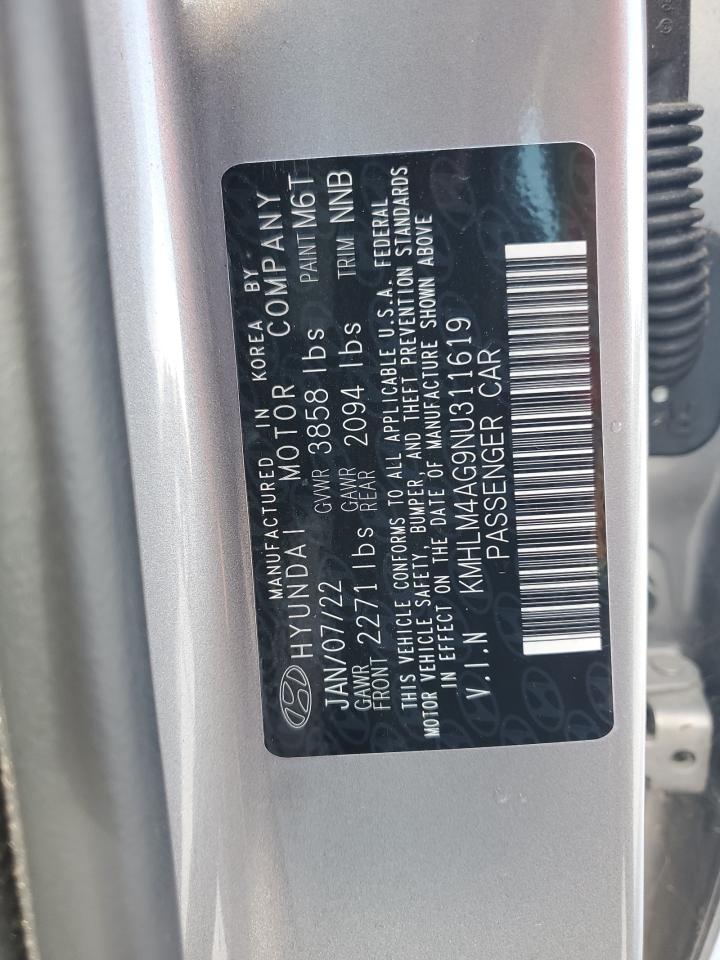 MANUFACTURED IN KOREA BY
HYUNDAI MOTOR COMPANY
JAN/07/22 GVWR 3858 lbs PAINT M6T
GAWR FRONT 2271 lbs GAWR REAR 2094 lbs TRIM NNB
THIS VEHICLE CONFORMS TO ALL APPLICABLE U.S.A. FEDERAL
MOTOR VEHICLE SAFETY, BUMPER, AND THEFT PREVENTION STANDARDS
IN EFFECT ON THE DATE OF MANUFACTURE SHOWN ABOVE
V.I.N KMHLM4AG9NU311619
PASSENGER CAR